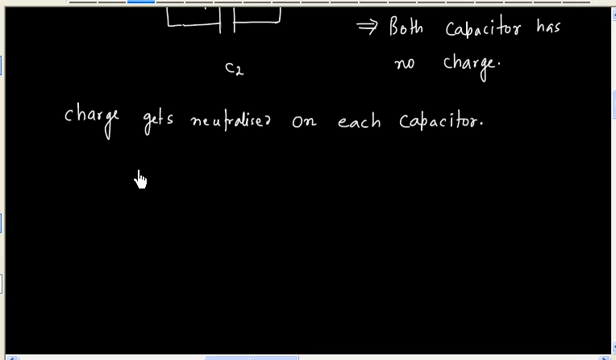 ⇒ Both Capacitor has
no charge.
C2
charge gets neutralised on each capacitor.